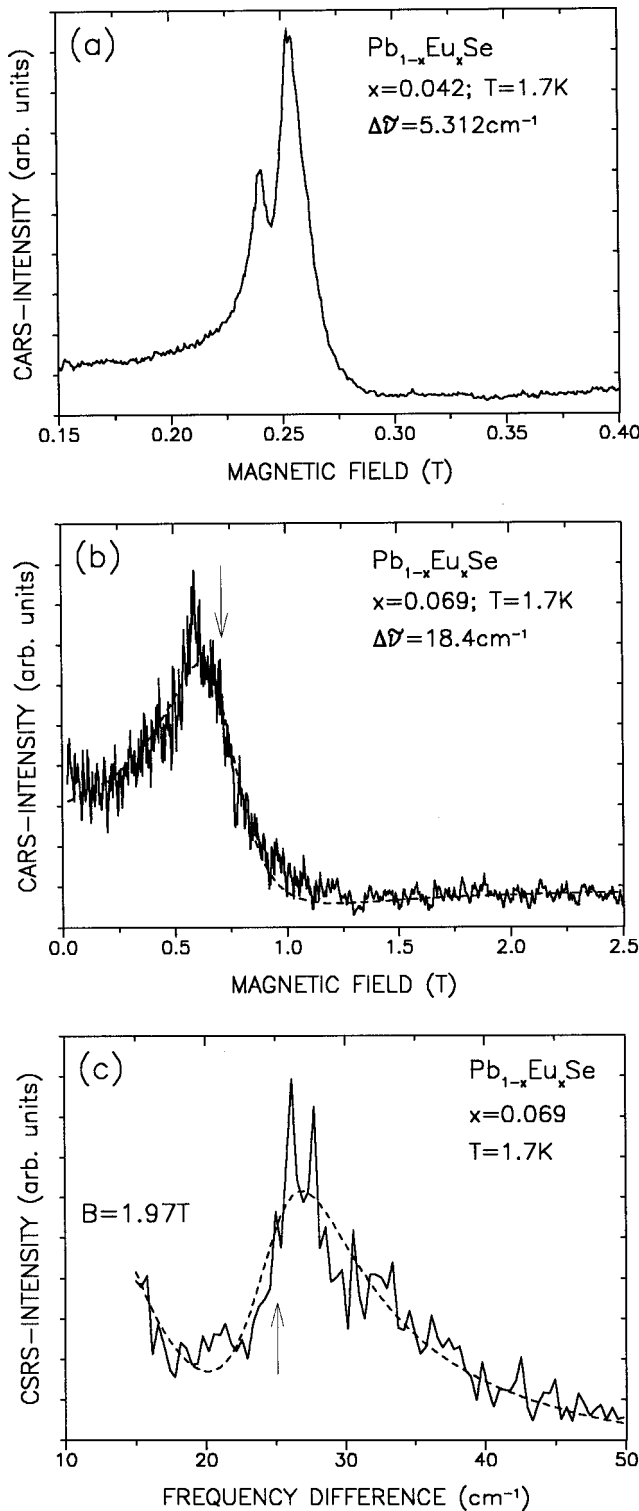 (a)
Pb₁₋ₓEuₓSe
x=0.042; T=1.7K
Δν̃=5.312cm⁻¹
CARS−INTENSITY (arb. units)
0.15 0.20 0.25 0.30 0.35 0.40
MAGNETIC FIELD (T)
(b)
Pb₁₋ₓEuₓSe
x=0.069; T=1.7K
Δν̃=18.4cm⁻¹
CARS−INTENSITY (arb. units)
0.0 0.5 1.0 1.5 2.0 2.5
MAGNETIC FIELD (T)
(c)
Pb₁₋ₓEuₓSe
x=0.069
T=1.7K
B=1.97T
CSRS−INTENSITY (arb. units)
10 20 30 40 50
FREQUENCY DIFFERENCE (cm⁻¹)